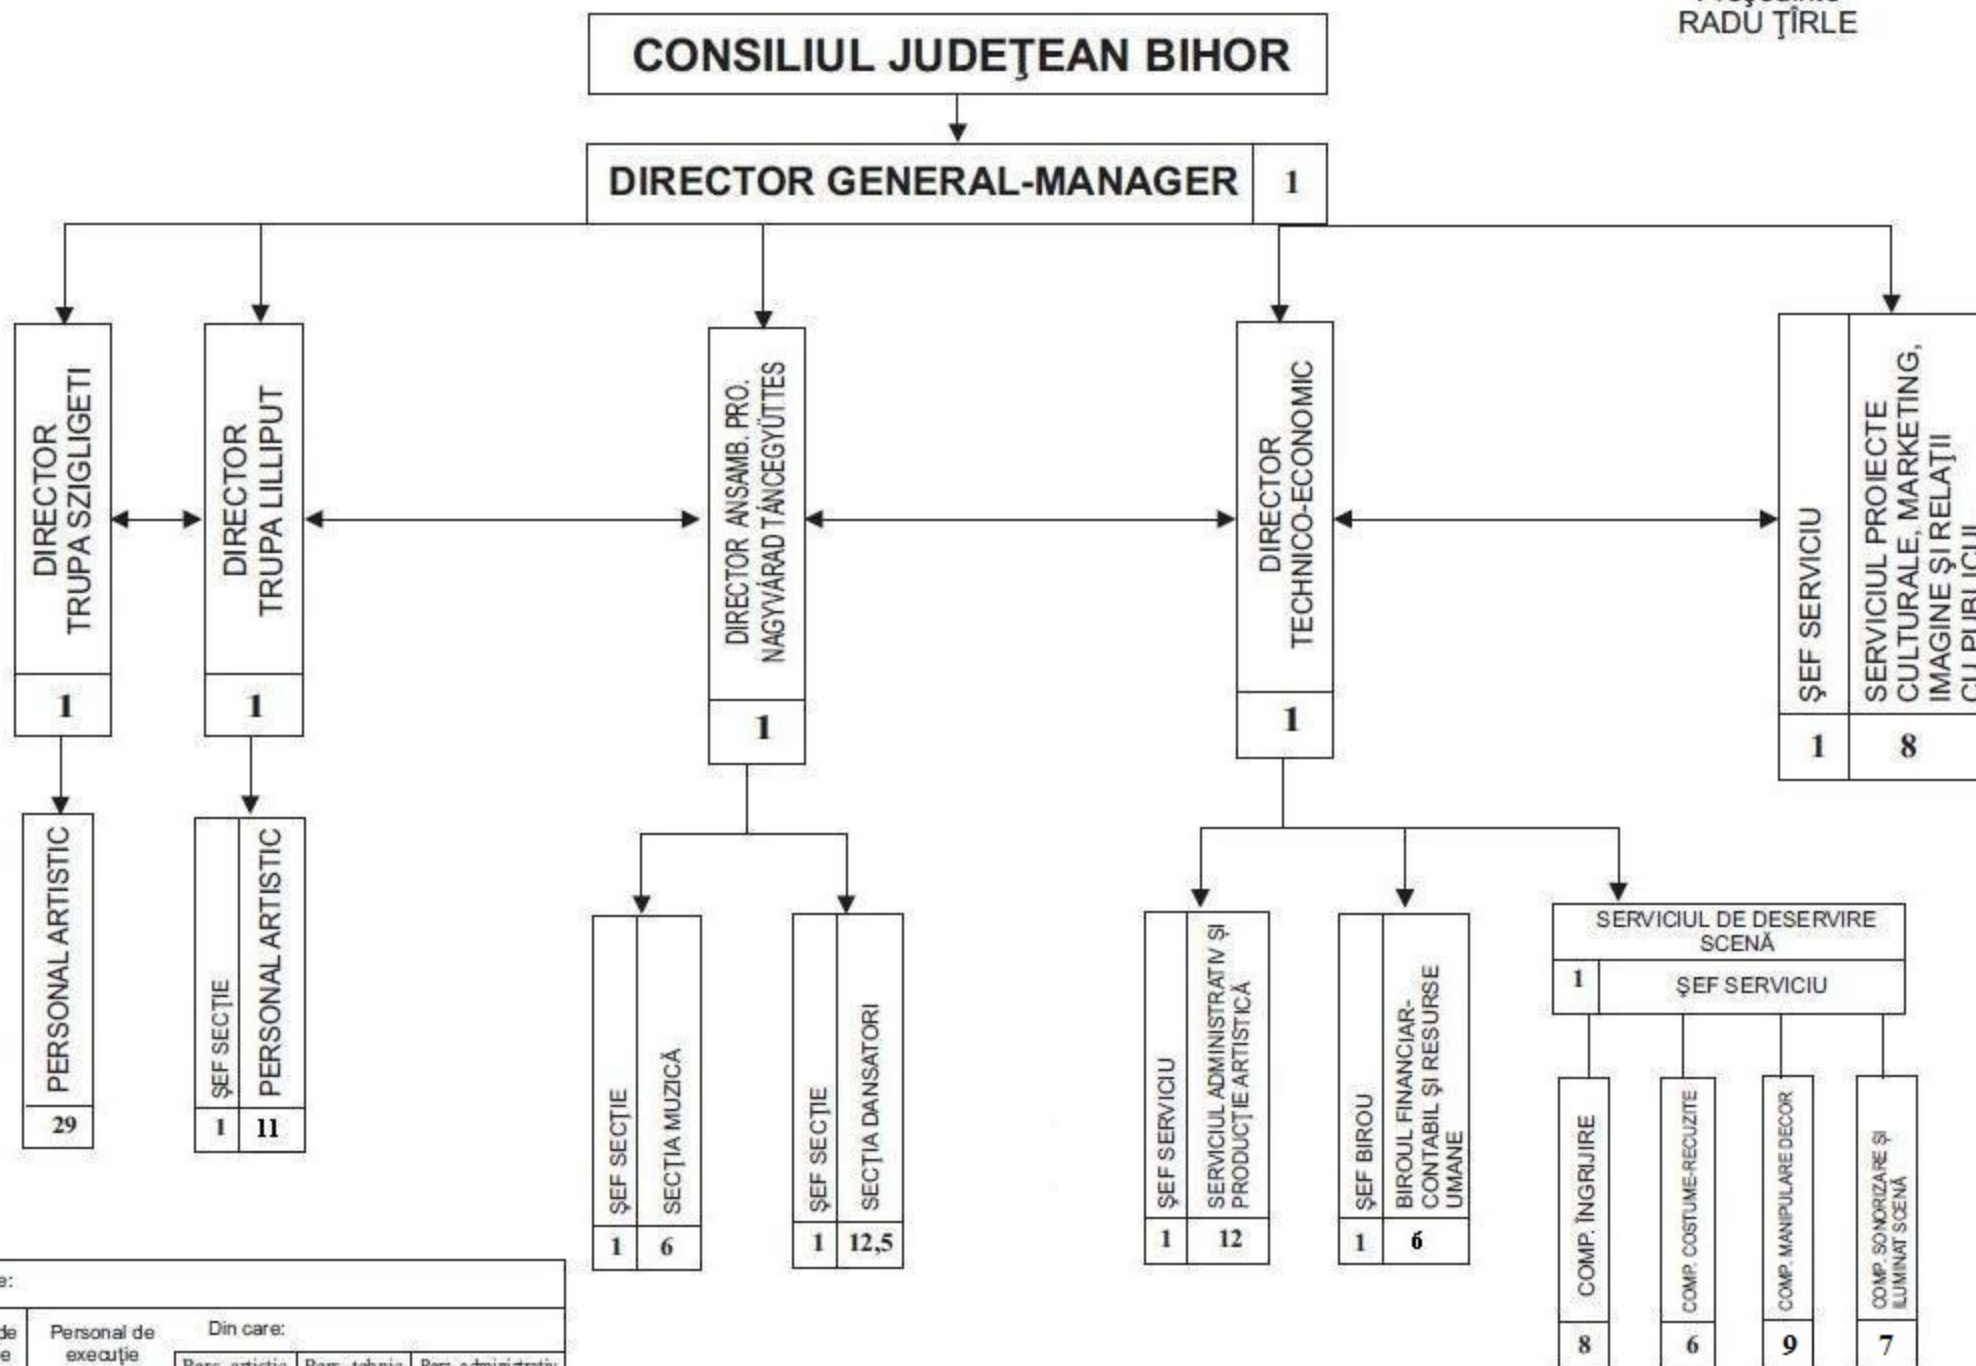 RADU ŢÎRLE
CONSILIUL JUDEŢEAN BIHOR
DIRECTOR GENERAL-MANAGER
1
DIRECTOR
TRUPA SZIGLIGETI
1
DIRECTOR
TRUPA LILLIPUT
1
DIRECTOR ANSAMB. PRO.
NAGYVÁRAD TÁNCEGYÜTTES
1
DIRECTOR
TECHNICO-ECONOMIC
1
ŞEF SERVICIU
1
SERVICIUL PROIECTE
CULTURALE, MARKETING,
IMAGINE ŞI RELAŢII
CU PUBLICUL
8
PERSONAL ARTISTIC
29
ŞEF SECŢIE
1
PERSONAL ARTISTIC
11
ŞEF SECŢIE
1
SECŢIA MUZICĂ
6
ŞEF SECŢIE
1
SECŢIA DANSATORI
12,5
ŞEF SERVICIU
1
SERVICIUL ADMINISTRATIV ŞI
PRODUCŢIE ARTISTICĂ
12
ŞEF BIROU
1
BIROUL FINANCIAR-
CONTABIL ŞI RESURSE
UMANE
6
SERVICIUL DE DESERVIRE
SCENĂ
1
ŞEF SERVICIU
COMP. ÎNGRIJIRE
8
COMP. COSTUME-RECUZITE
6
COMP. MANIPULARE DECOR
9
COMP. SONORIZARE ŞI
ILUMINAT SCENĂ
7
Personal de
execuţie
Din care: